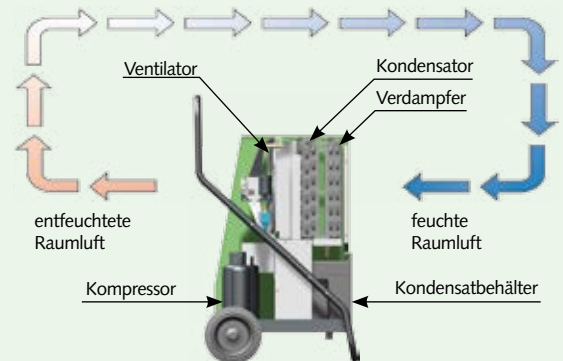 Ventilator
Kondensator
Verdampfer
entfeuchtete
Raumluft
feuchte
Raumluft
Kompressor
Kondensatbehälter